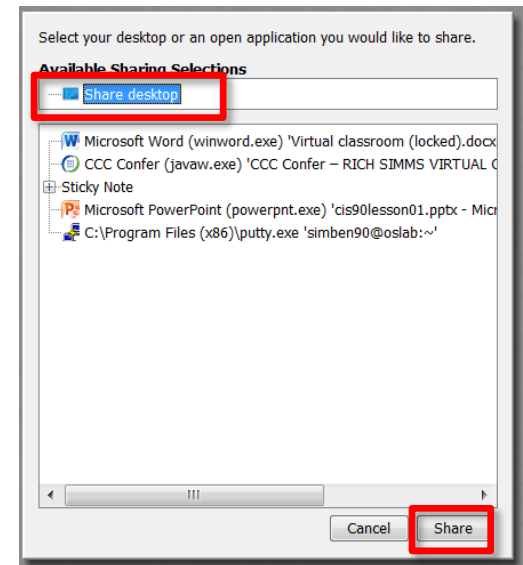 Select your desktop or an open application you would like to share.
Available Sharing Selections
Share desktop
Microsoft Word (winword.exe) 'Virtual classroom (locked).docx
CCC Confer (javaw.exe) 'CCC Confer – RICH SIMMS VIRTUAL
Sticky Note
Microsoft PowerPoint (powerpnt.exe) 'cis90lesson01.pptx - Micr
C:\Program Files (x86)\putty.exe 'simben90@oslab:~'
Cancel
Share